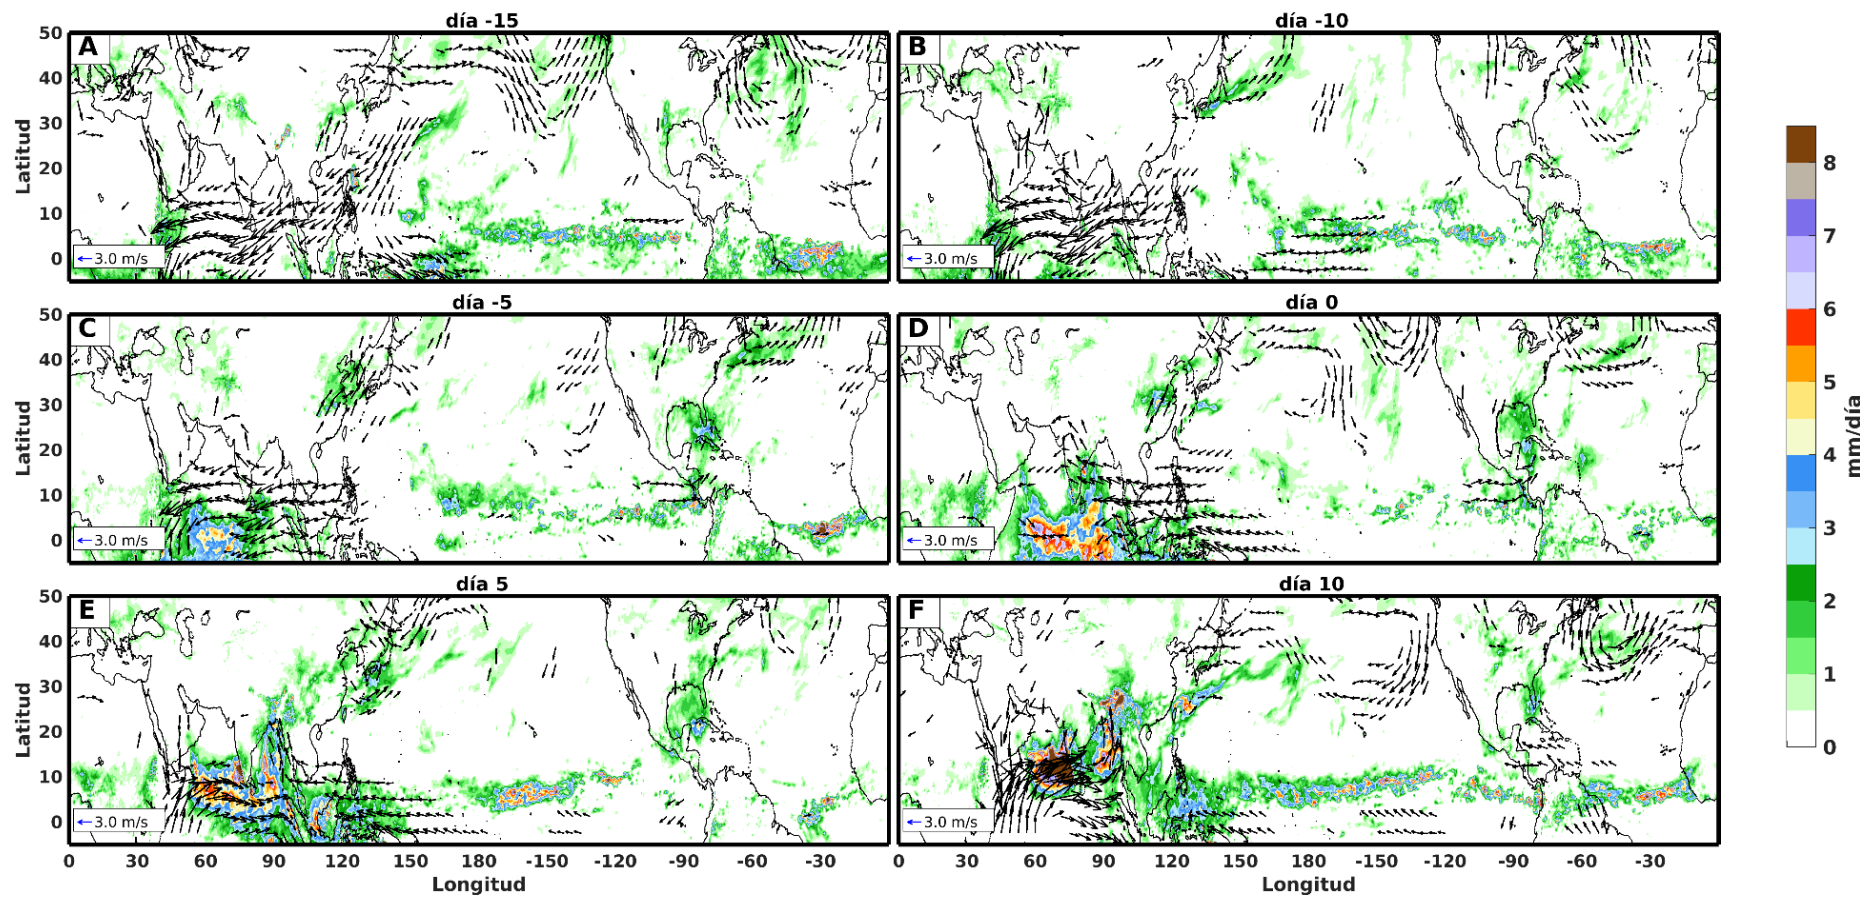 día -15
día -10
50
A
B
40
30
20
10
0
Latitud
3.0 m/s
3.0 m/s
día -5
día 0
50
C
D
40
30
20
10
0
Latitud
3.0 m/s
3.0 m/s
día 5
día 10
50
E
F
40
30
20
10
0
Latitud
3.0 m/s
3.0 m/s
0 30 60 90 120 150 180 -150 -120 -90 -60 -30
0 30 60 90 120 150 180 -150 -120 -90 -60 -30
Longitud
Longitud
8
7
6
5
4
3
2
1
0
mm/día